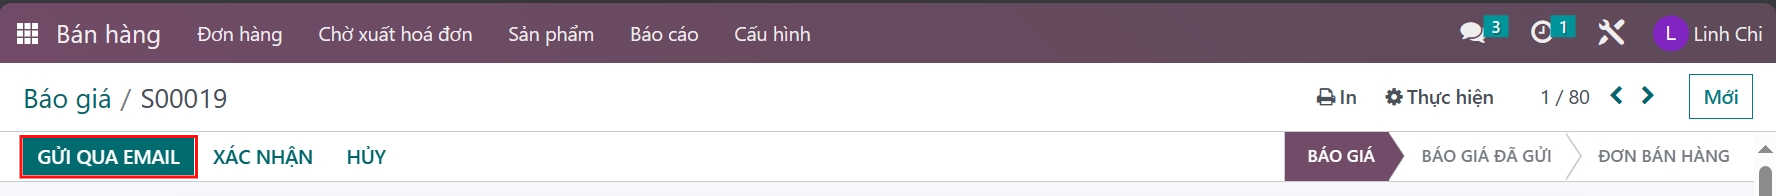 Bán hàng Đơn hàng Chờ xuất hoá đơn Sản phẩm Báo cáo Cấu hình 3 1 L Linh Chi
Báo giá / S00019 In Thực hiện 1 / 80 Mới
GỬI QUA EMAIL XÁC NHẬN HỦY BÁO GIÁ BÁO GIÁ ĐÃ GỬI ĐƠN BÁN HÀNG